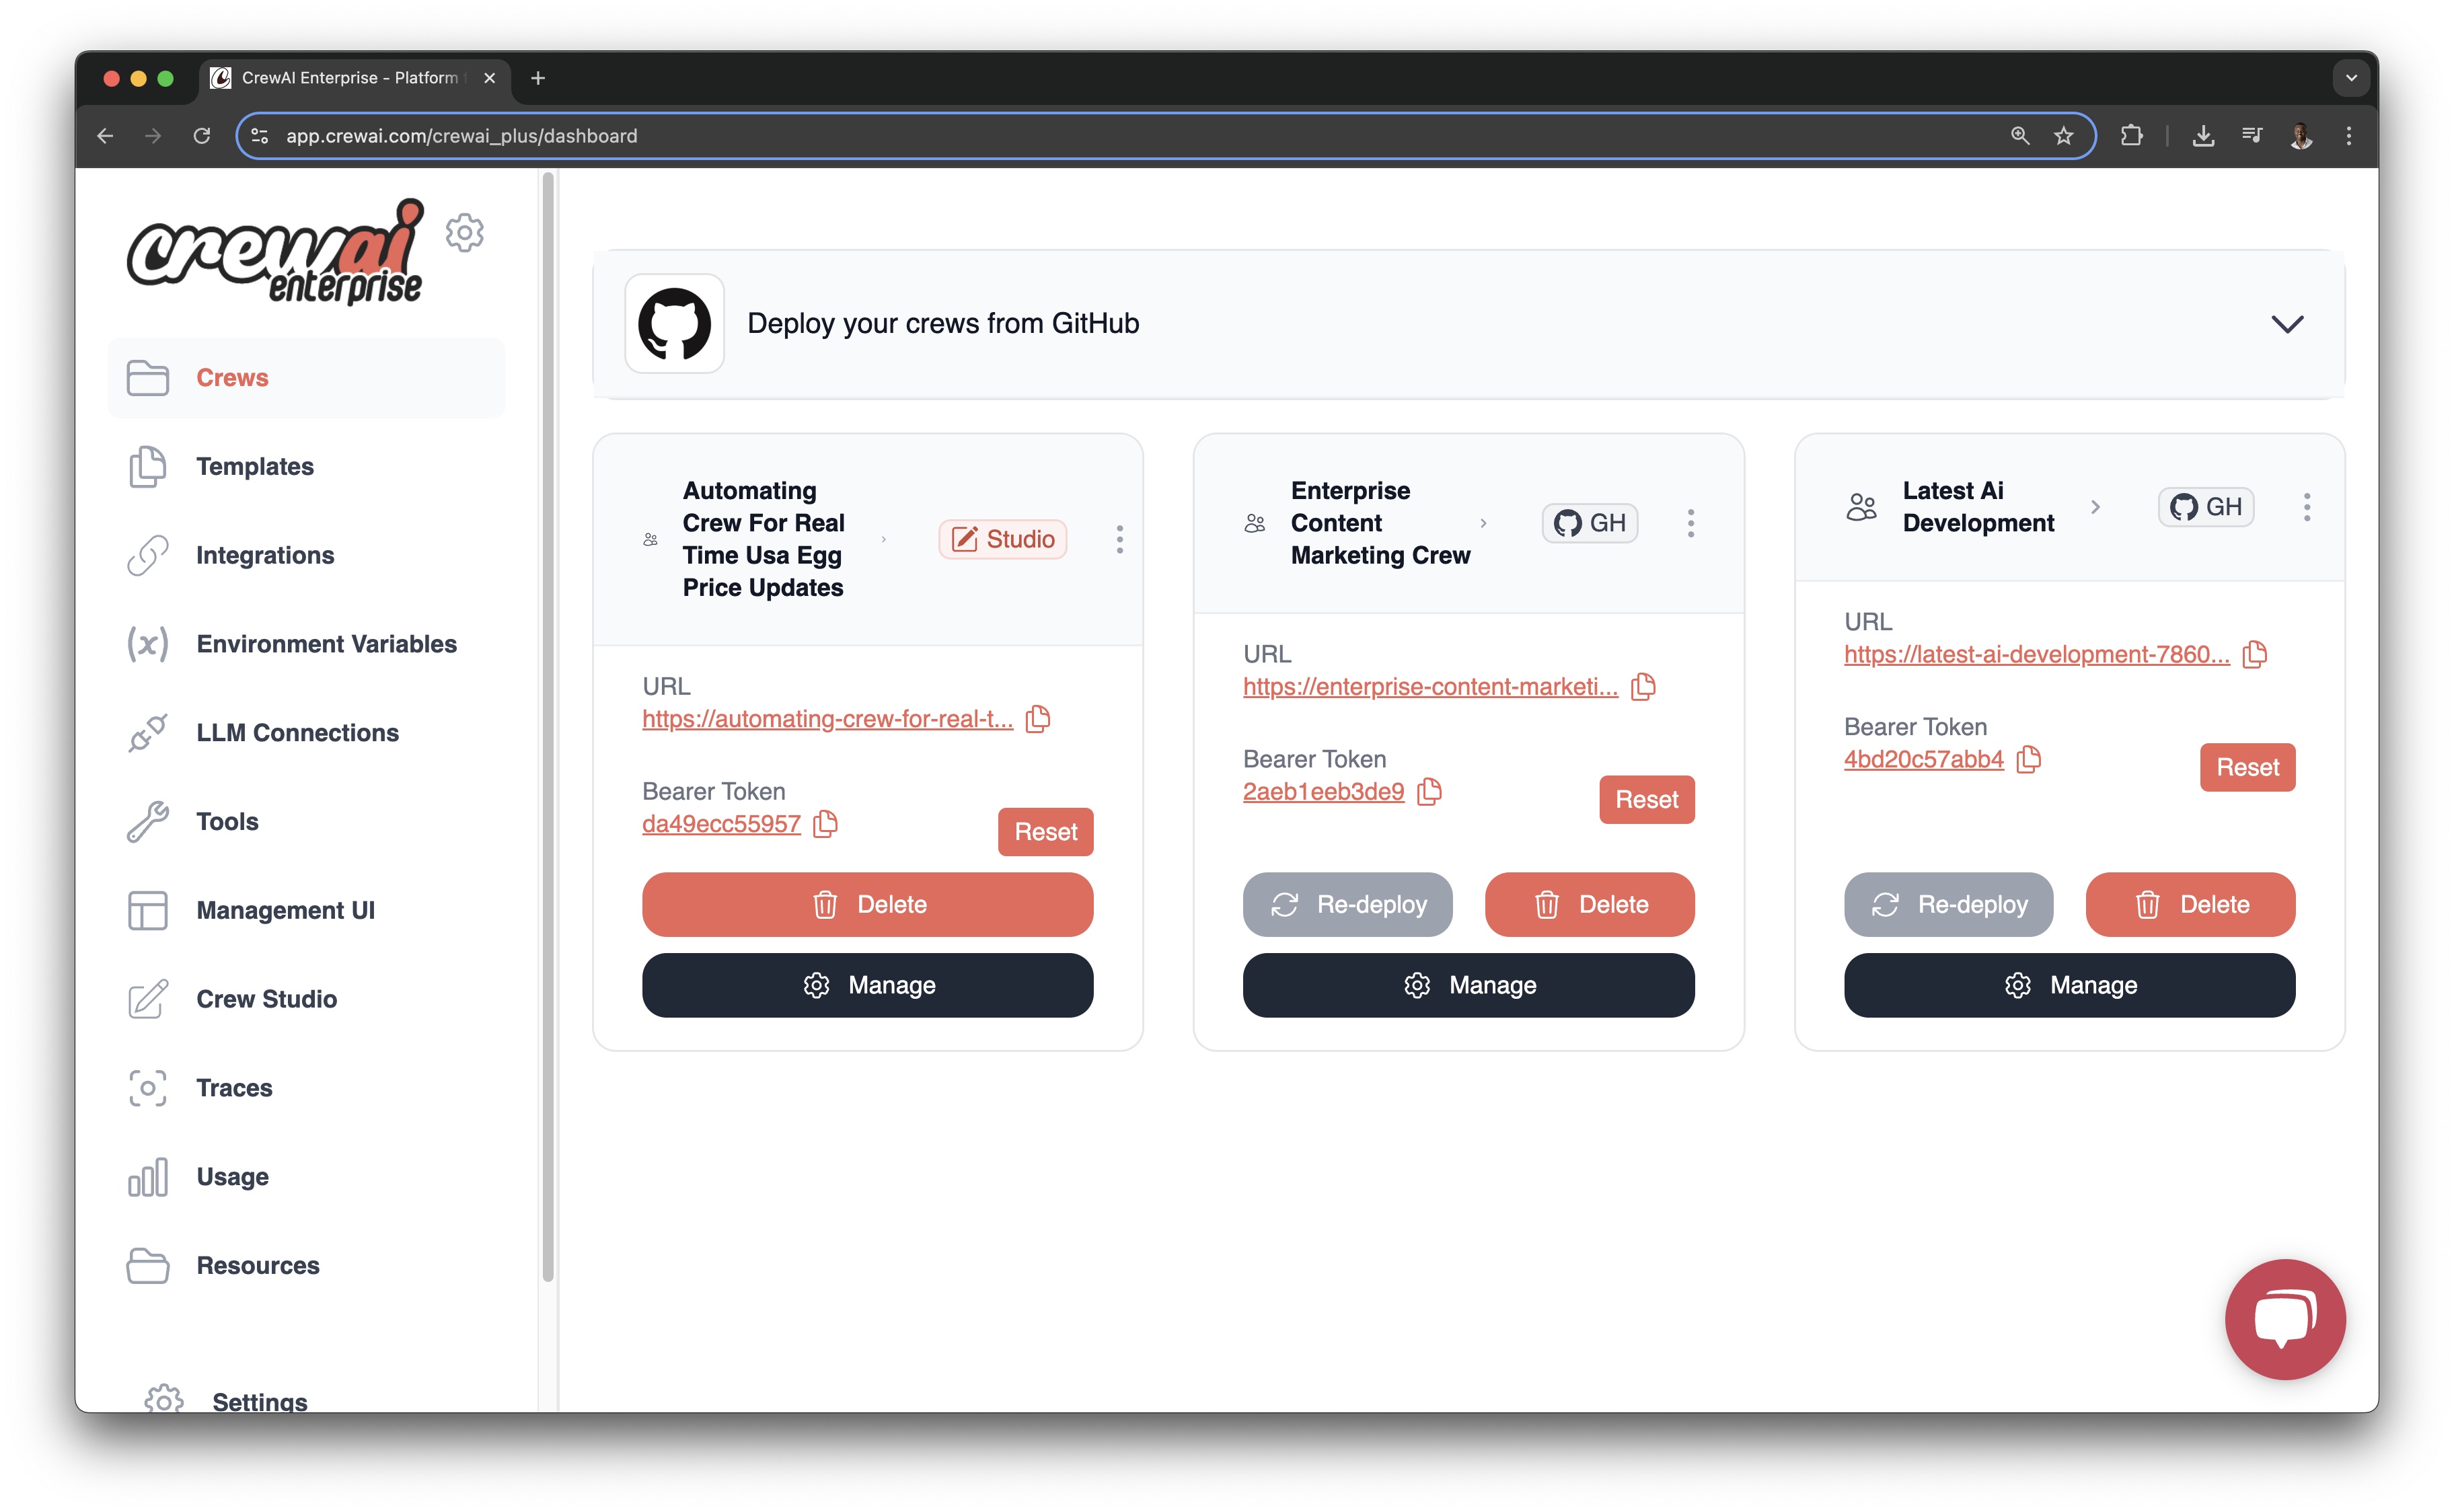 CrewAI Enterprise - Platform
app.crewai.com/crewai_plus/dashboard
crewai
enterprise
Crews
Templates
Integrations
(x) Environment Variables
LLM Connections
Tools
Management UI
Crew Studio
Traces
Usage
Resources
Settings
Deploy your crews from GitHub
Automating
Crew For Real
Time Usa Egg
Price Updates
Studio
URL
https://automating-crew-for-real-t...
Bearer Token
da49ecc55957
Reset
Delete
Manage
Enterprise
Content
Marketing Crew
GH
URL
https://enterprise-content-marketi...
Bearer Token
2aeb1eeb3de9
Reset
Re-deploy
Delete
Manage
Latest Ai
Development
GH
URL
https://latest-ai-development-7860...
Bearer Token
4bd20c57abb4
Reset
Re-deploy
Delete
Manage